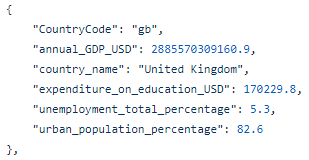 {
"CountryCode": "gb",
"annual_GDP_USD": 2885570309160.9,
"country_name": "United Kingdom",
"expenditure_on_education_USD": 170229.8,
"unemployment_total_percentage": 5.3,
"urban_population_percentage": 82.6
},